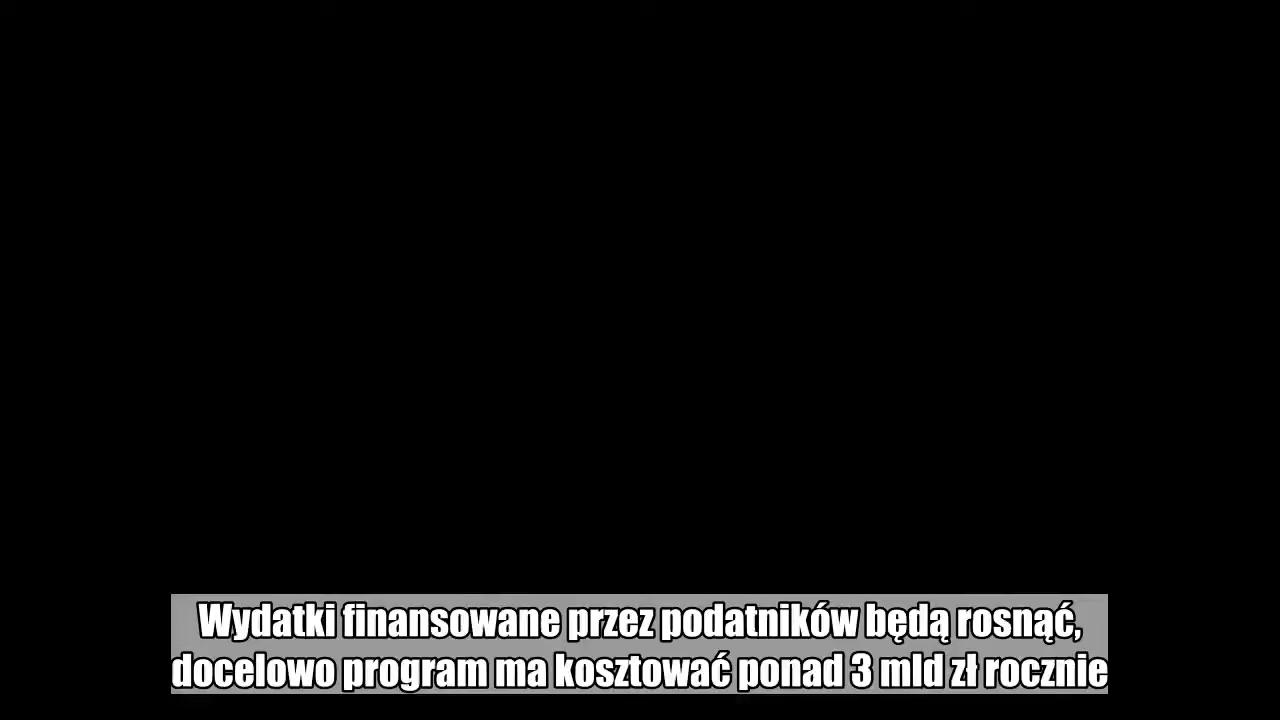 Wydatki finansowane przez podatników będą rosnąć,
docelowo program ma kosztować ponad 3 mld zł rocznie